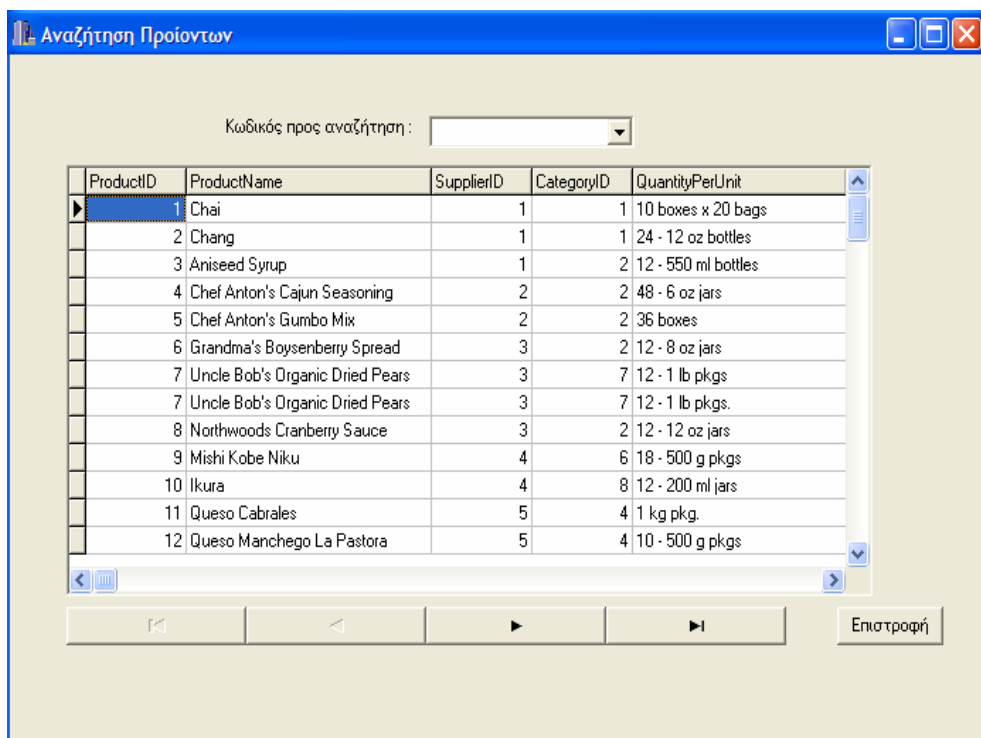 Αναζήτηση Προίοντων
Κωδικός προς αναζήτηση :
ProductID ProductName SupplierID CategoryID QuantityPerUnit
1 Chai 1 1 10 boxes x 20 bags
2 Chang 1 1 24 - 12 oz bottles
3 Aniseed Syrup 1 2 12 - 550 ml bottles
4 Chef Anton's Cajun Seasoning 2 2 48 - 6 oz jars
5 Chef Anton's Gumbo Mix 2 2 36 boxes
6 Grandma's Boysenberry Spread 3 2 12 - 8 oz jars
7 Uncle Bob's Organic Dried Pears 3 7 12 - 1 lb pkgs
7 Uncle Bob's Organic Dried Pears 3 7 12 - 1 lb pkgs.
8 Northwoods Cranberry Sauce 3 2 12 - 12 oz jars
9 Mishi Kobe Niku 4 6 18 - 500 g pkgs
10 Ikura 4 8 12 - 200 ml jars
11 Queso Cabrales 5 4 1 kg pkg.
12 Queso Manchego La Pastora 5 4 10 - 500 g pkgs
Επιστροφή